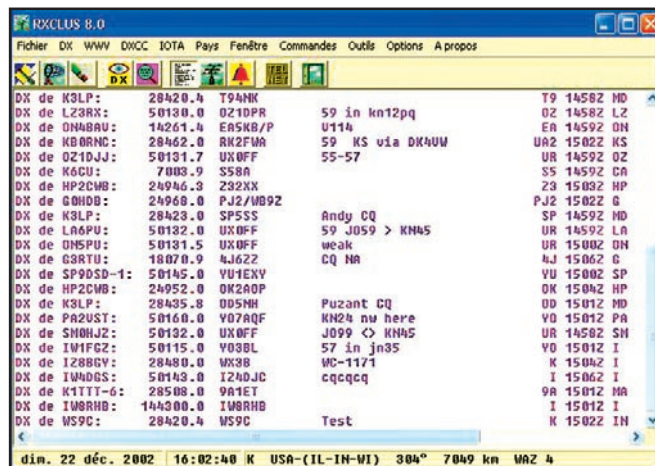 RXCLUS 8.0
Fichier DX WWV DXCC IOTA Pays Fenêtre Commandes Outils Options A propos
DX
DX de K3LP: 28420.4 T94NK T9 1458Z MD
DX de LZ3RX: 50130.0 OZ1DPR 59 in kn12pq OZ 1458Z LZ
DX de ON4BAV: 14261.4 EA5KB/P U114 EA 1459Z ON
DX de KB0RNC: 28462.0 RK2FWA 59 KS via DK4UW UA2 1502Z KS
DX de OZ1DJJ: 50131.7 UX0FF 55-57 UR 1459Z OZ
DX de K6CU: 7003.9 S58A S5 1459Z CA
DX de HP2CWB: 24946.3 Z32XX Z3 1503Z HP
DX de G0HDB: 24960.0 PJ2/WB9Z PJ2 1502Z G
DX de K3LP: 28423.0 SP5SS Andy CQ SP 1459Z MD
DX de LA6PU: 50132.0 UX0FF 59 JO59 > KN45 UR 1459Z LA
DX de ON5PU: 50131.5 UX0FF weak UR 1500Z ON
DX de G3RTU: 18070.9 4J6ZZ CQ NA 4J 1506Z G
DX de SP9DSD-1: 50145.0 YU1EXY YU 1500Z SP
DX de HP2CWB: 24952.0 OK2AOP OK 1504Z HP
DX de K3LP: 28435.8 OD5NH Puzant CQ OD 1501Z MD
DX de PA2VST: 50160.0 YO7AQF KN24 nw here YO 1501Z PA
DX de SM0HJZ: 50132.0 UX0FF JO99 <> KN45 UR 1458Z SM
DX de IW1FGZ: 50115.0 YO3BL 57 in jn35 YO 1501Z I
DX de IZ8BGY: 28480.0 WX3B WC-1171 K 1504Z I
DX de IW4DGS: 50143.0 IZ4DJC cqcqcq I 1506Z I
DX de K1TTT-6: 28508.0 9A1ET 9A 1501Z MA
DX de IW8RHB: 144300.0 IW8RHB I 1501Z I
DX de WS9C: 28420.4 WS9C Test K 1502Z IN
dim. 22 déc. 2002 16:02:40 K USA-(IL-IN-WI) 304° 7049 km WAZ 4